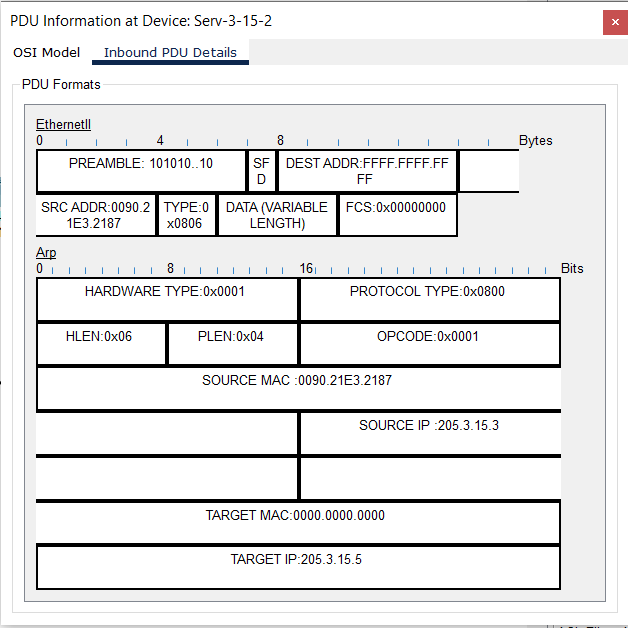 PDU Information at Device: Serv-3-15-2
OSI Model Inbound PDU Details
PDU Formats
EthernetII
0 4 8 Bytes
PREAMBLE: 101010..10
SF
D
DEST ADDR:FFFF.FFFF.FF
FF
SRC ADDR:0090.2
1E3.2187
TYPE:0
x0806
DATA (VARIABLE
LENGTH)
FCS:0x00000000
Arp
0 8 16 Bits
HARDWARE TYPE:0x0001 PROTOCOL TYPE:0x0800
HLEN:0x06 PLEN:0x04 OPCODE:0x0001
SOURCE MAC :0090.21E3.2187
SOURCE IP :205.3.15.3
TARGET MAC:0000.0000.0000
TARGET IP:205.3.15.5